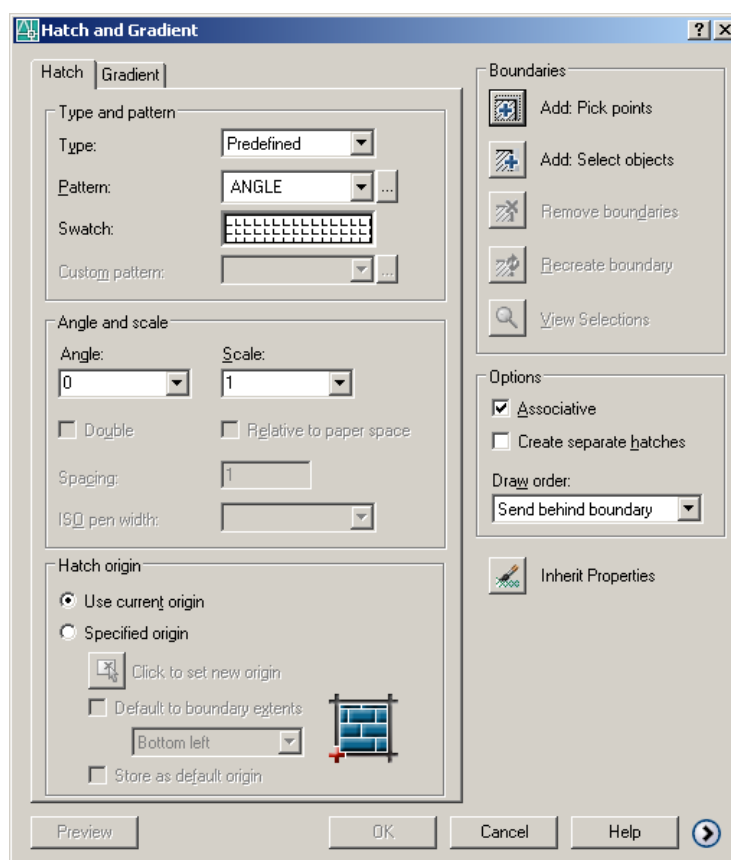 Hatch and Gradient
Hatch
Gradient
Type and pattern
Type:
Predefined
Pattern:
ANGLE
...
Swatch:
Custom pattern:
...
Angle and scale
Angle:
Scale:
0
1
Double
Relative to paper space
Spacing:
1
ISO pen width:
Hatch origin
Use current origin
Specified origin
Click to set new origin
Default to boundary extents
Bottom left
Store as default origin
Boundaries
Add: Pick points
Add: Select objects
Remove boundaries
Recreate boundary
View Selections
Options
Associative
Create separate hatches
Draw order:
Send behind boundary
Inherit Properties
Preview
OK
Cancel
Help